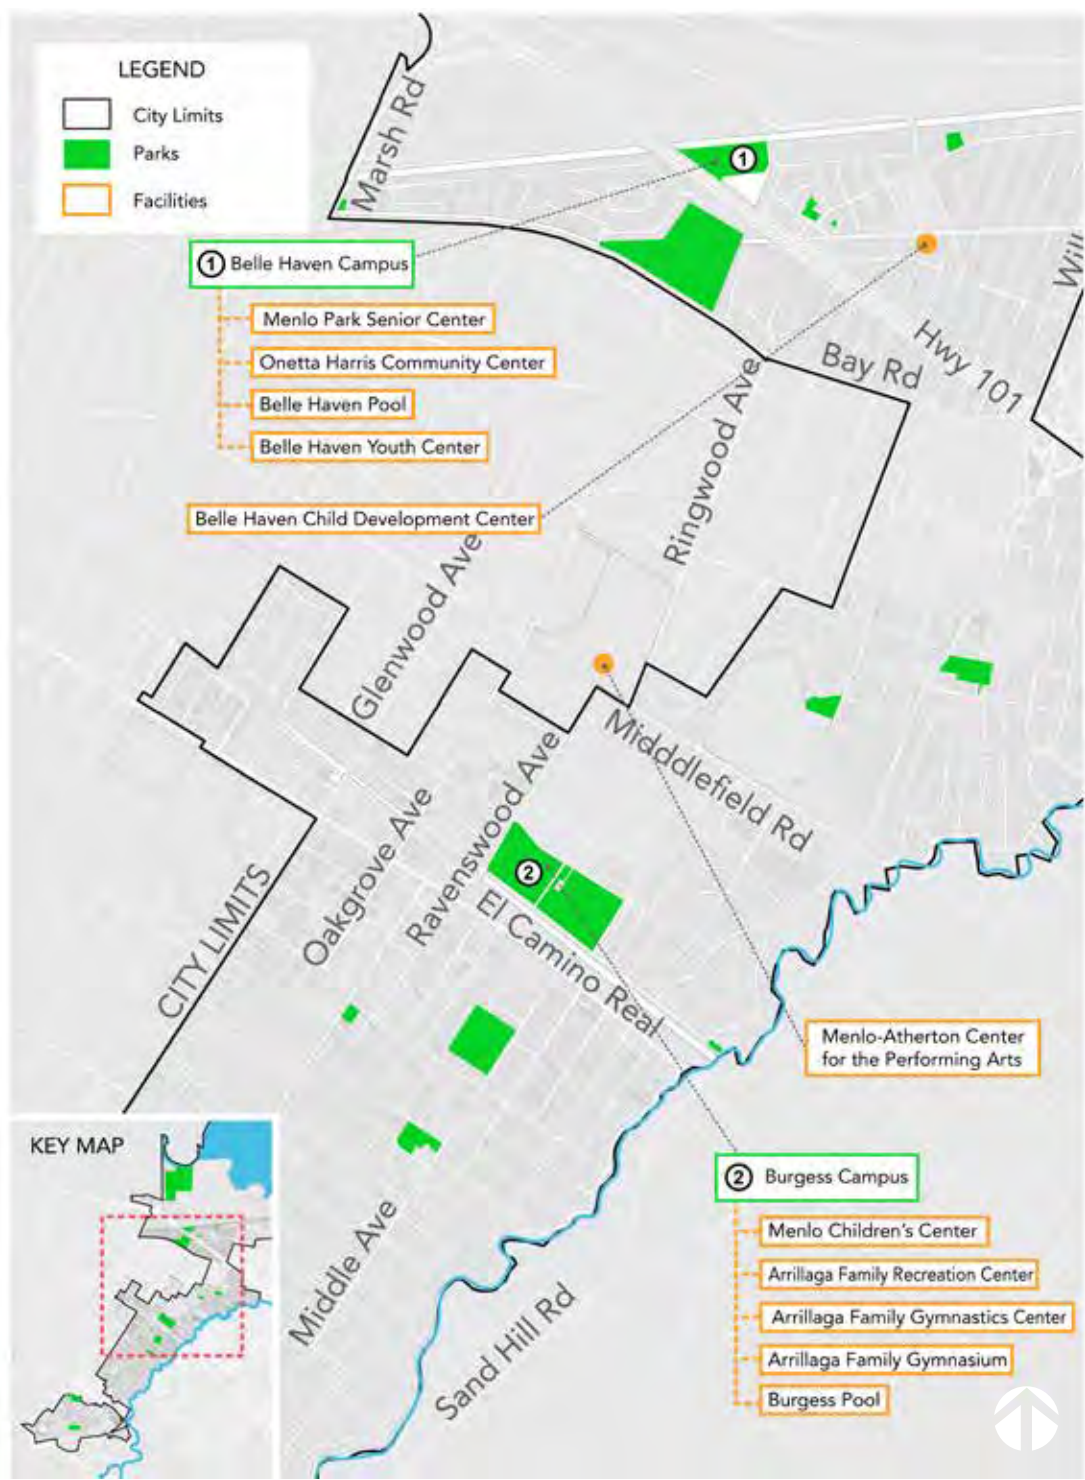 LEGEND
City Limits
Parks
Facilities
Marsh Rd
1
1 Belle Haven Campus
Menlo Park Senior Center
Onetta Harris Community Center
Belle Haven Pool
Belle Haven Youth Center
Belle Haven Child Development Center
Will
Hwy 101
Bay Rd
Ringwood Ave
Glenwood Ave
Midddlefield Rd
Ravenswood Ave
Oakgrove Ave
2
El Camino Real
CITY LIMITS
Menlo-Atherton Center
for the Performing Arts
KEY MAP
Middle Ave
Sand Hill Rd
2 Burgess Campus
Menlo Children's Center
Arrillaga Family Recreation Center
Arrillaga Family Gymnastics Center
Arrillaga Family Gymnasium
Burgess Pool